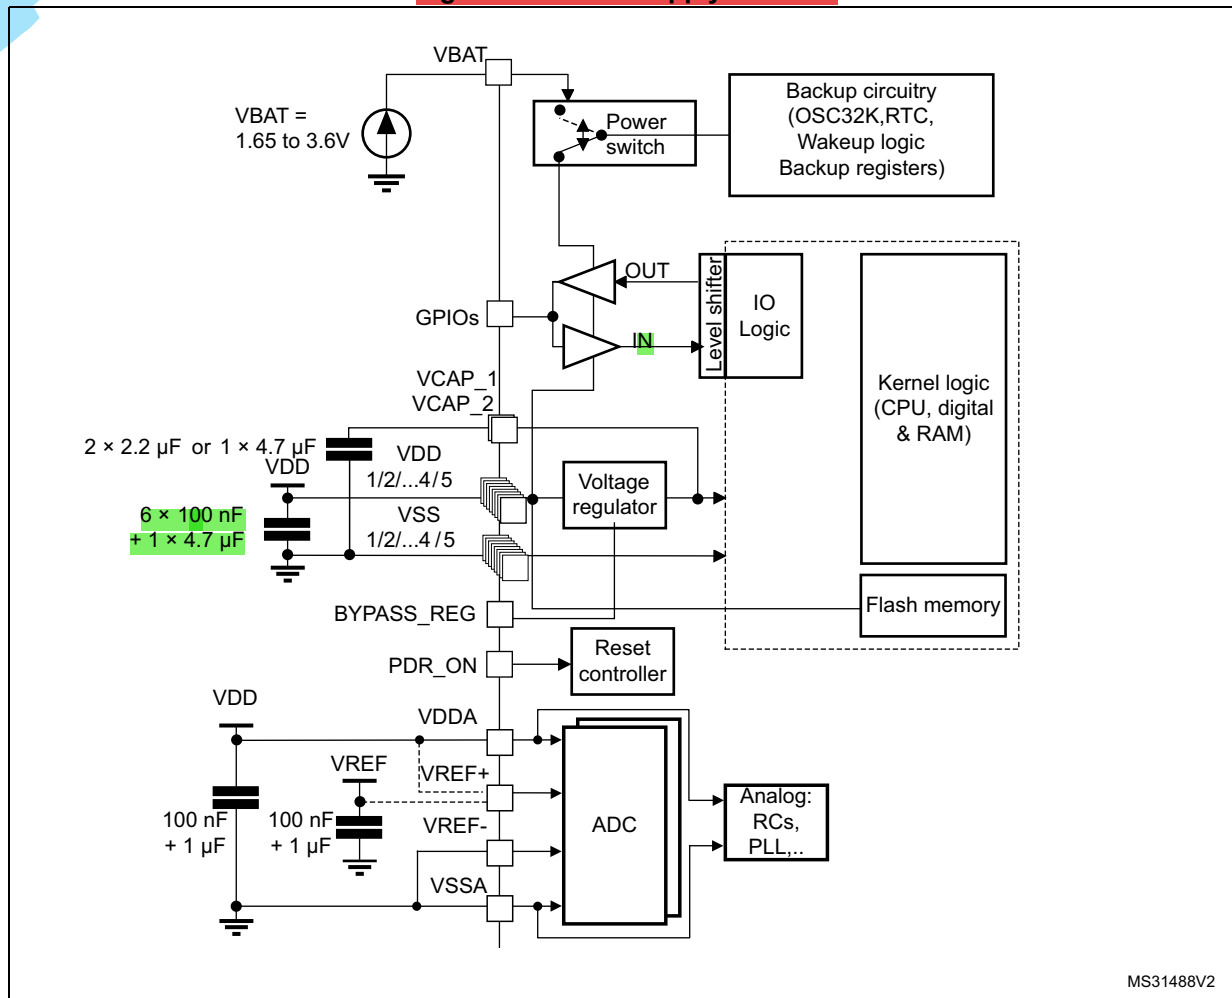 VBAT
VBAT =
1.65 to 3.6V
Power
switch
Backup circuitry
(OSC32K,RTC,
Wakeup logic
Backup registers)
OUT
Level shifter
IO
Logic
GPIOs
IN
Kernel logic
(CPU, digital
& RAM)
VCAP_1
VCAP_2
2 × 2.2 μF or 1 × 4.7 μF
VDD
VDD
1/2/...4/5
Voltage
regulator
6 × 100 nF
+ 1 × 4.7 μF
VSS
1/2/...4/5
BYPASS_REG
Flash memory
PDR_ON
Reset
controller
VDD
VDDA
VREF
VREF+
100 nF
+ 1 μF
100 nF
+ 1 μF
VREF-
VSSA
ADC
Analog:
RCs,
PLL,..
MS31488V2